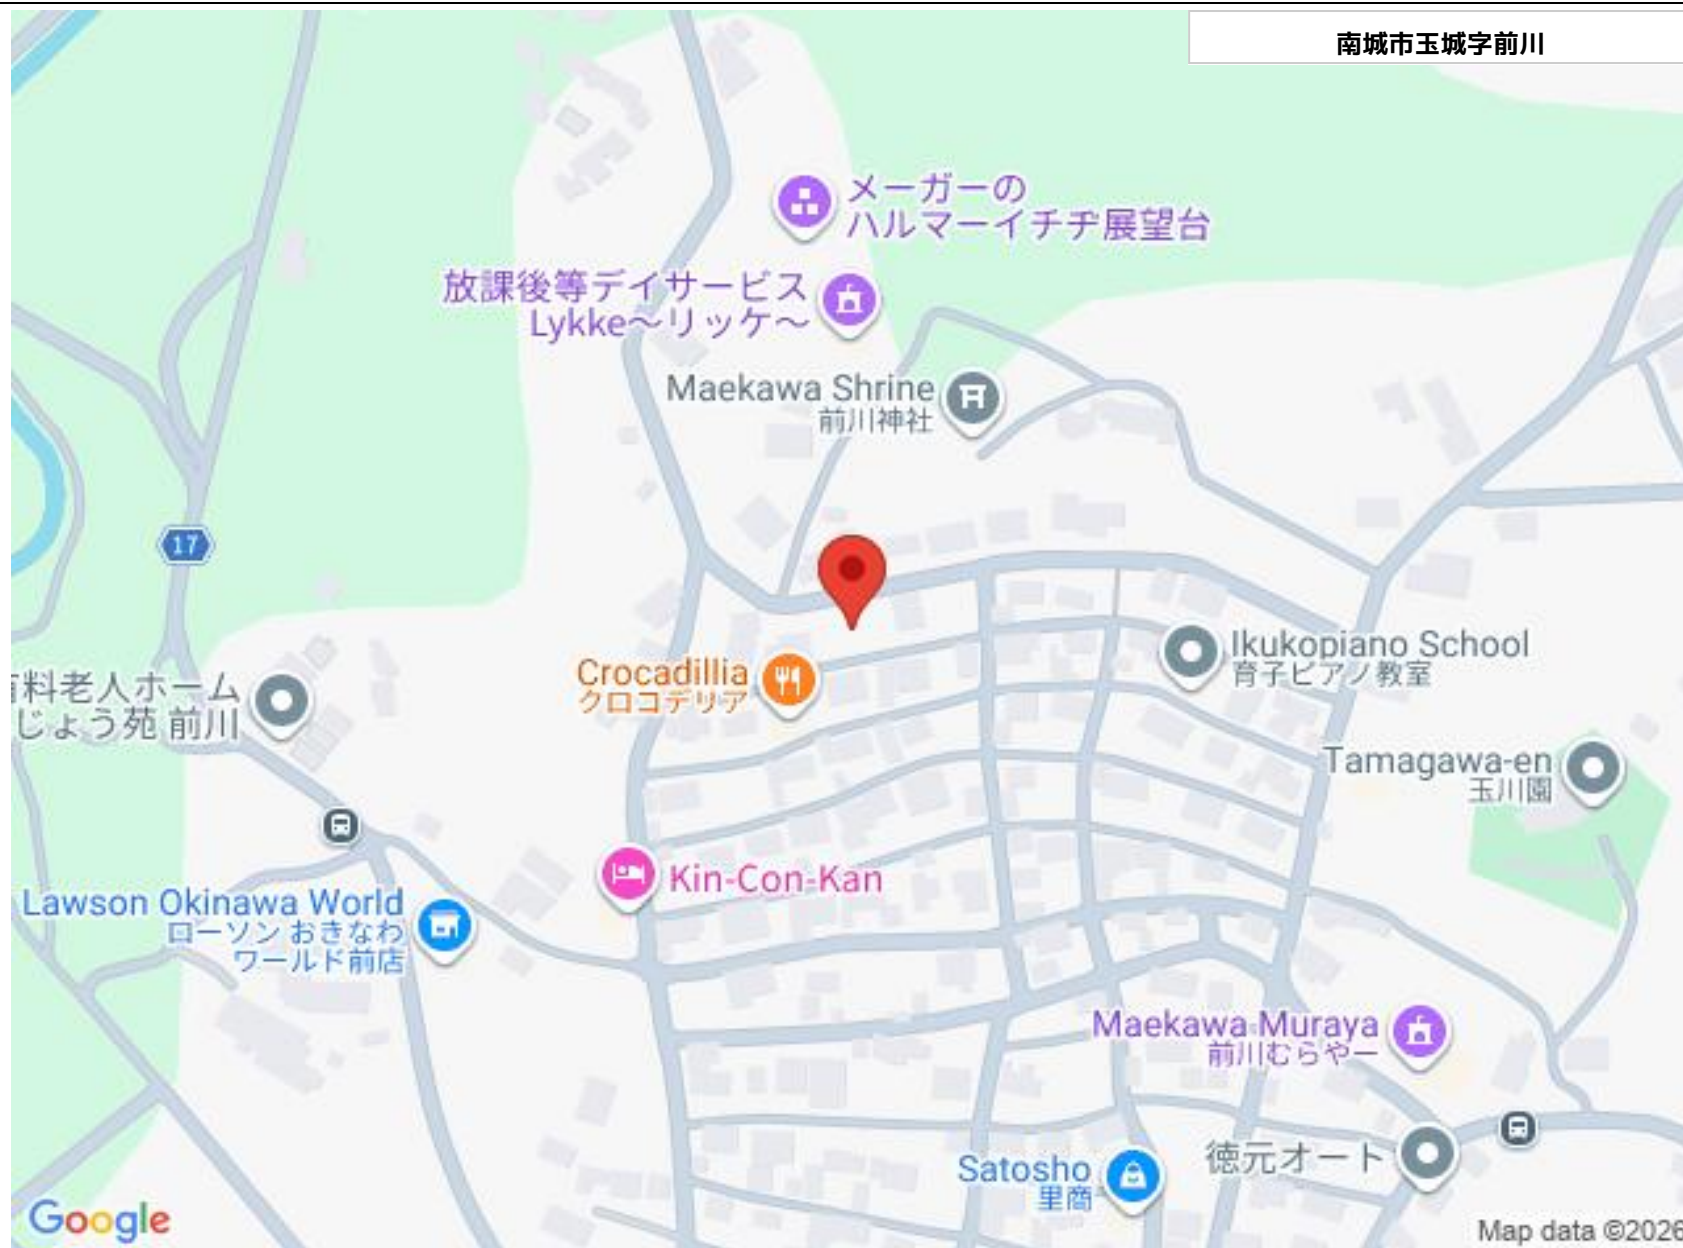 南城市玉城字前川
メーガーの
ハルマーイチヂ展望台
放課後等デイサービス
Lykke～リッケ～
Maekawa Shrine
前川神社
17
Ikukopiano School
育子ピアノ教室
Crocadillia
クロコデリア
料老人ホーム
じょう苑 前川
Tamagawa-en
玉川園
Kin-Con-Kan
Lawson Okinawa World
ローソン おきなわ
ワールド前店
Maekawa Muraya
前川むらやー
徳元オート
Satosho
里商
Google
Map data ©2026